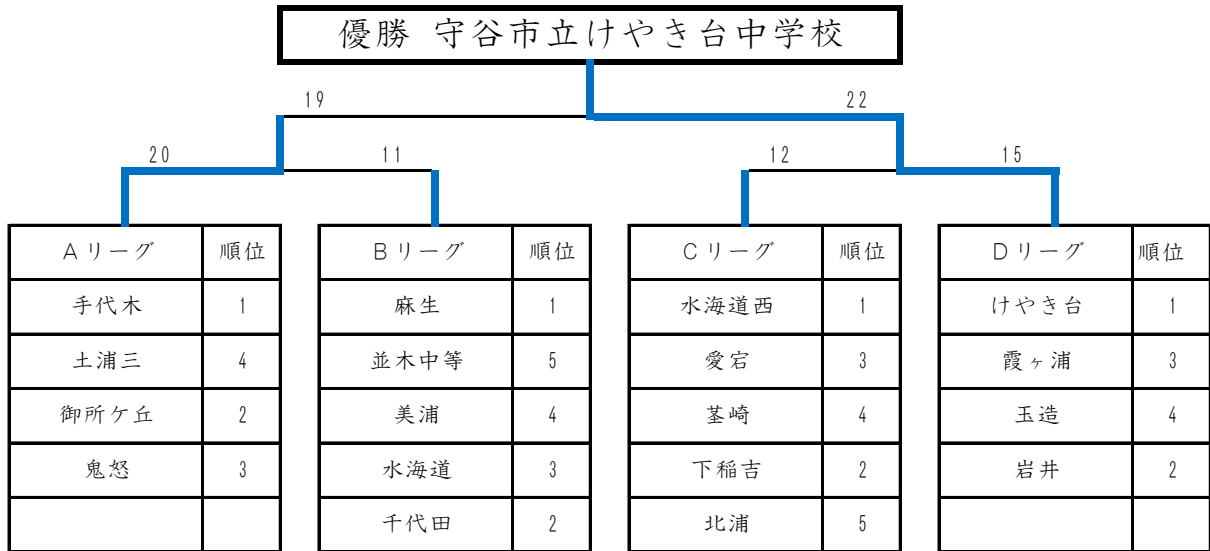 優勝 守谷市立けやき台中学校
19 22
20 11 12 15
Aリーグ 順位 Bリーグ 順位 Cリーグ 順位 Dリーグ 順位
手代木 1 麻生 1 水海道西 1 けやき台 1
土浦三 4 並木中等 5 愛宕 3 霞ヶ浦 3
御所ケ丘 2 美浦 4 茎崎 4 玉造 4
鬼怒 3 水海道 3 下稲吉 2 岩井 2
千代田 2 北浦 5